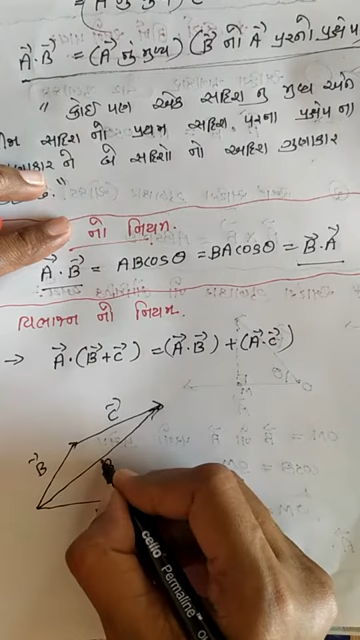 A⃗·B⃗ = (A⃗ નું મુલ્ય) (B⃗ નો A⃗ પરનો પ્રક્ષેપ
" કોઈ પણ એક સદિશ નું મુલ્ય અને
સદિશ નો પ્રથમ સદિશ પરના પ્રક્ષેપ ના
ને બે સદિશો નો અદિશ ગુણાકાર
નો નિયમ.
A⃗·B⃗ = ABcosθ = BAcosθ = B⃗·A⃗
વિભાજન નો નિયમ.
→ A⃗·(B⃗+C⃗) = (A⃗·B⃗) + (A⃗·C⃗)
C⃗
B⃗
cello Permaline